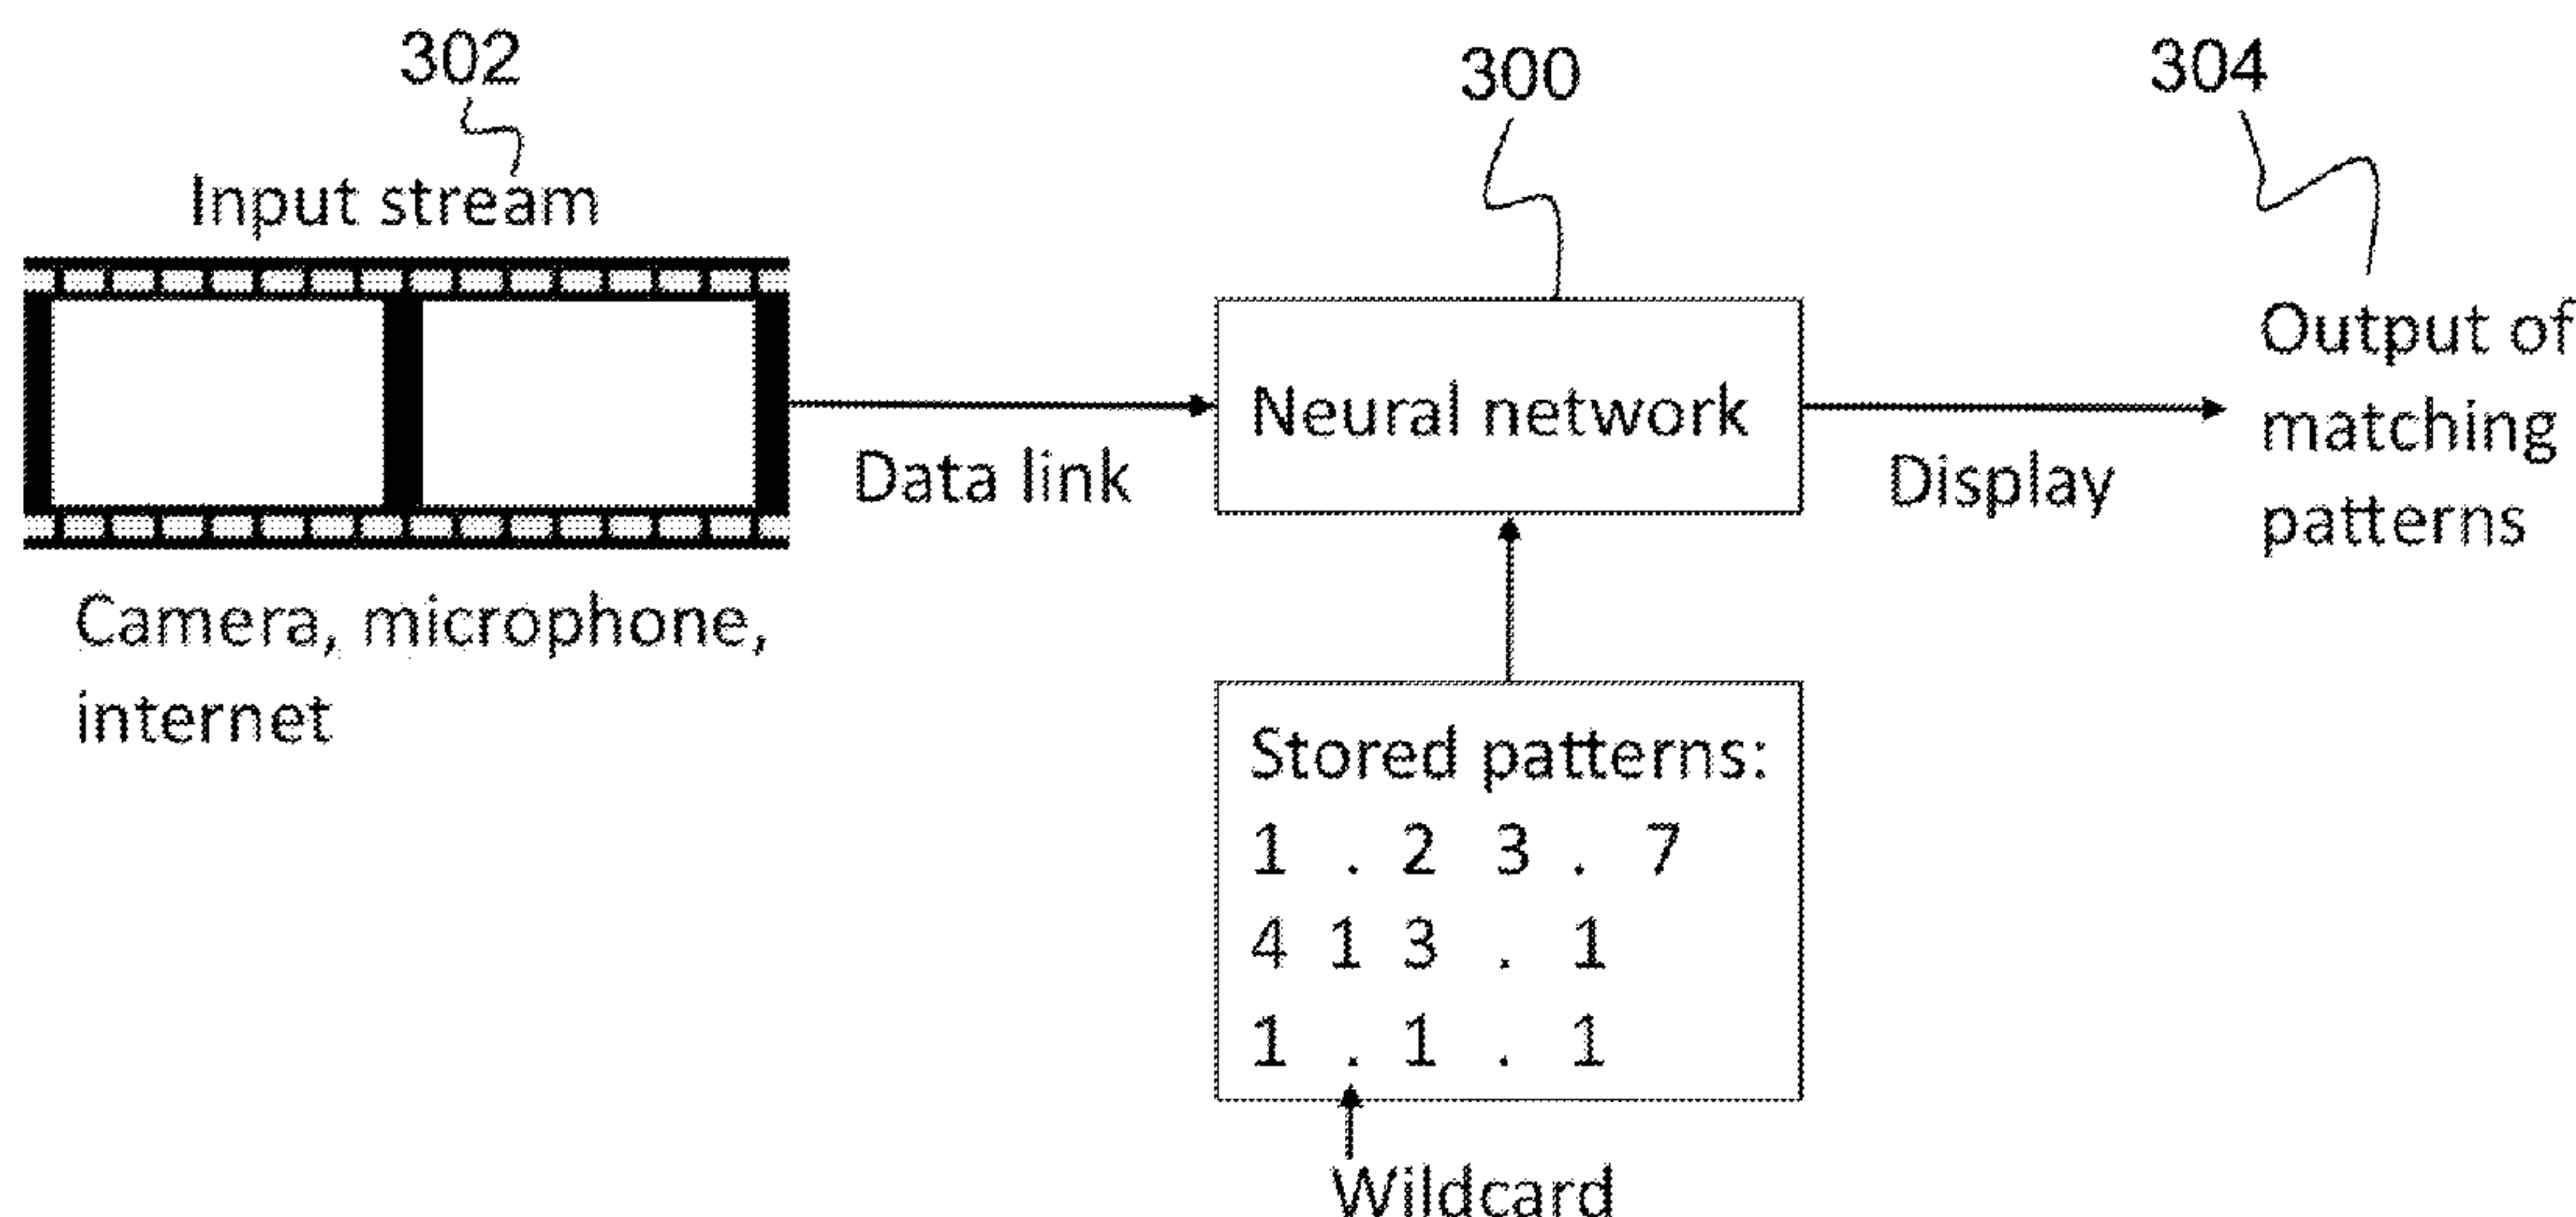 302
300
304
Input stream
Neural network
Data link
Display
Output of
matching
patterns
Camera, microphone,
internet
Stored patterns:
1 . 2 3 . 7
4 1 3 . 1
1 . 1 . 1
Wildcard